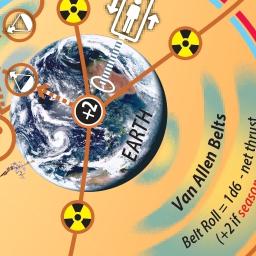 +2
EARTH
Van Allen Belts
Belt Roll = 1d6 - net thrust
(+2 if season